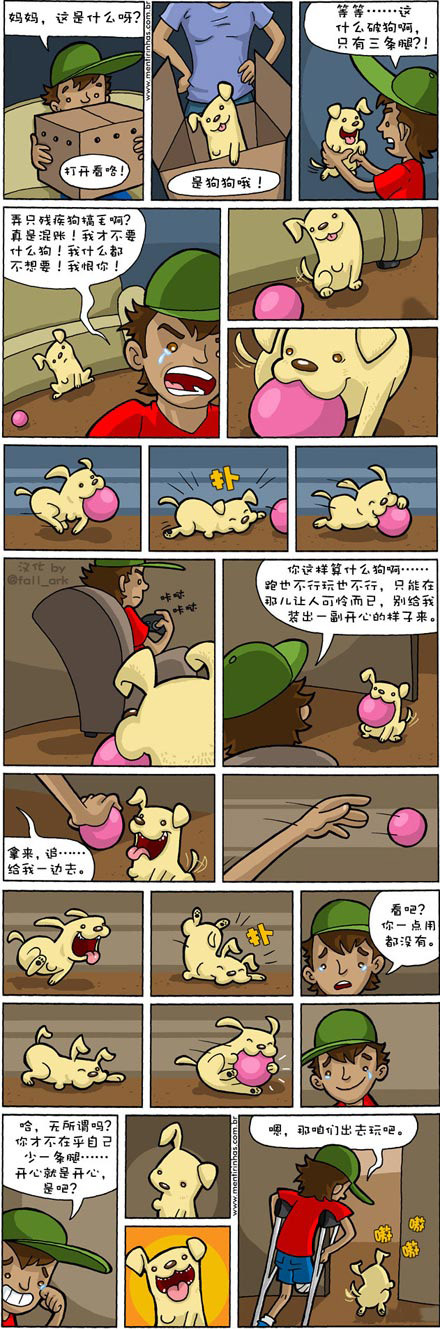 妈妈，这是什么呀？
打开看咯！
www.mentirinhas.com.br
是狗狗哦！
等等……这
什么破狗啊，
只有三条腿？！
弄只残疾狗搞毛啊？
真是混账！我才不要
什么狗！我什么都
不想要！我恨你！
扑
汉化 by
@fall_ark
咔哒
咔哒
你这样算什么狗啊……
跑也不行玩也不行，只能在
那儿让人可怜而已，别给我
装出一副开心的样子来。
拿来，追……
给我一边去。
扑
看吧？
你一点用
都没有。
哈，无所谓吗？
你才不在乎自己
少一条腿……
开心就是开心，
是吧？
www.mentirinhas.com.br
嗯，那咱们出去玩吧。
嘞
嘞
嘞